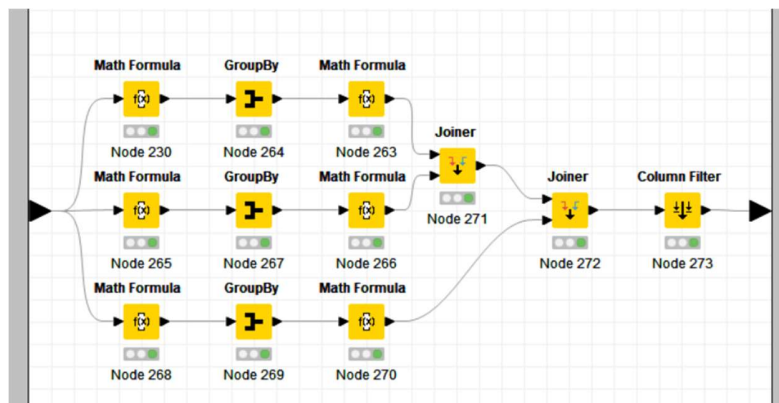 Math Formula GroupBy Math Formula
f(x) f(x)
Node 230 Node 264 Node 263
Joiner
Node 271
Math Formula GroupBy Math Formula
f(x) f(x)
Node 265 Node 267 Node 266
Joiner Column Filter
Node 272 Node 273
Math Formula GroupBy Math Formula
f(x) f(x)
Node 268 Node 269 Node 270